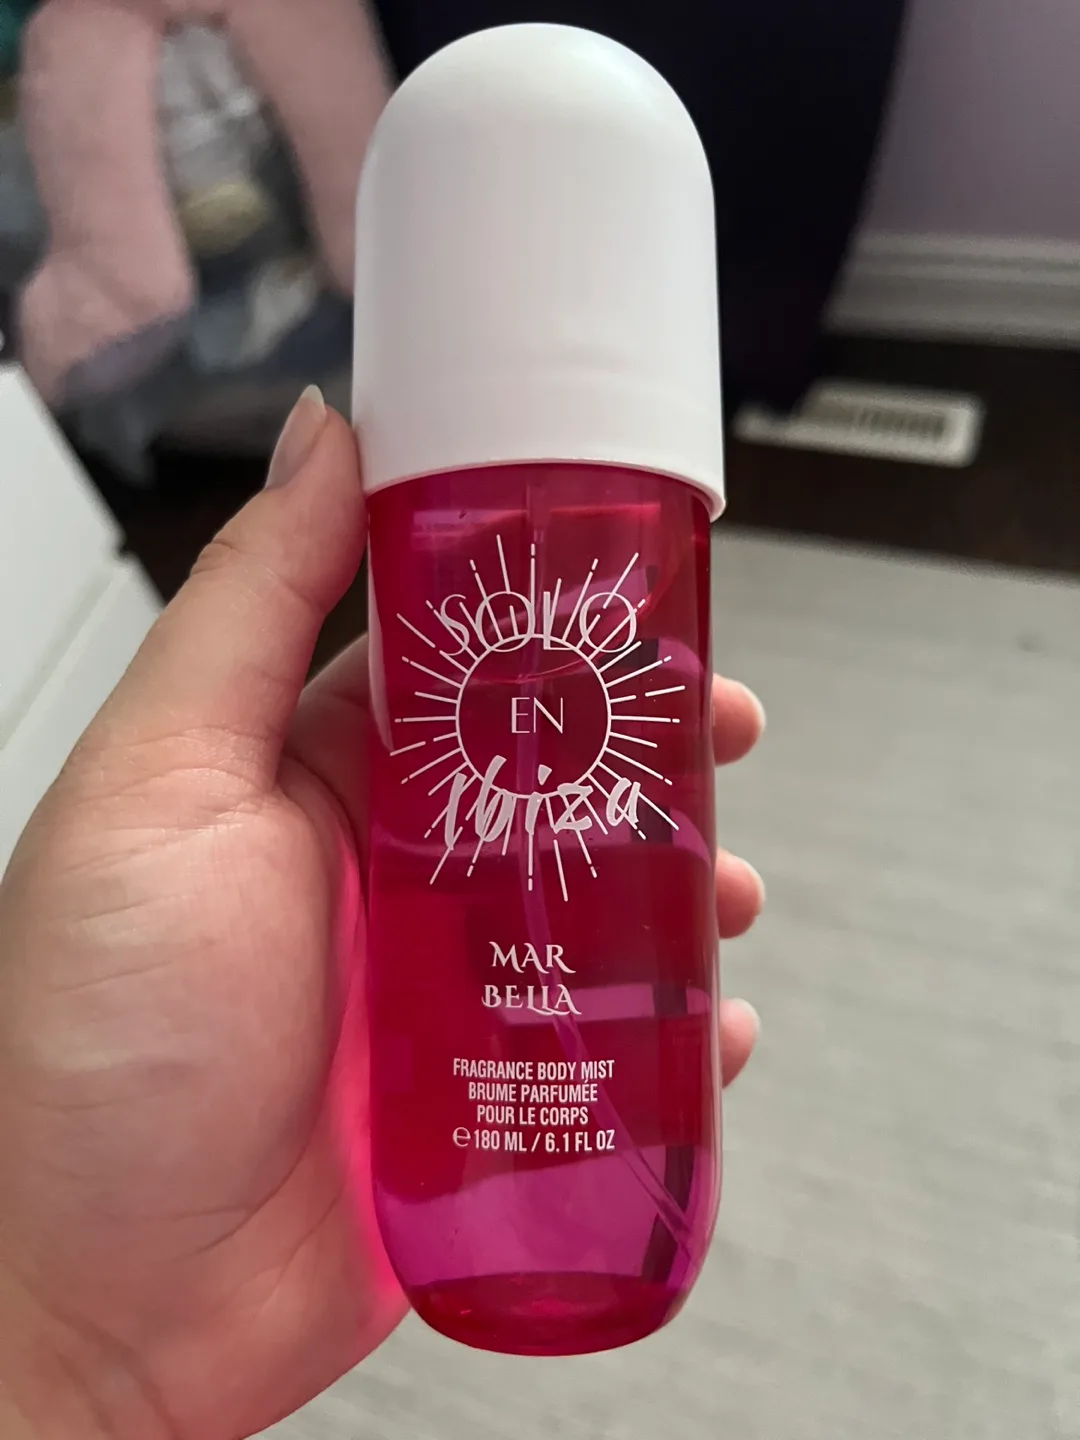 SOLO
EN
Ibiza
MAR
BELLA
FRAGRANCE BODY MIST
BRUME PARFUMÉE
POUR LE CORPS
℮180 ML / 6.1 FL OZ